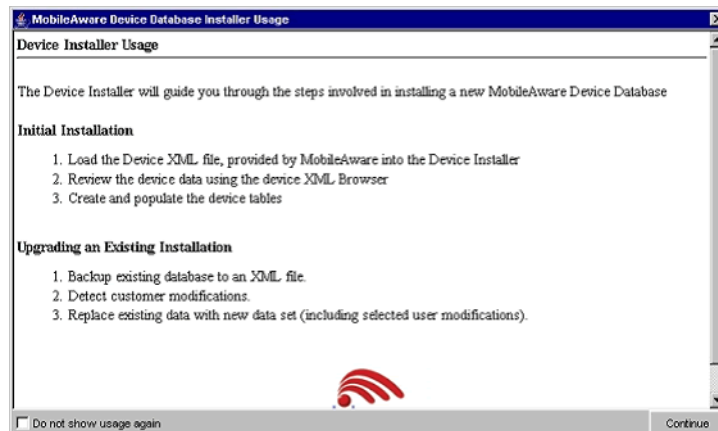 MobileAware Device Database Installer Usage
Device Installer Usage
The Device Installer will guide you through the steps involved in installing a new MobileAware Device Database
Initial Installation
1. Load the Device XML file, provided by MobileAware into the Device Installer
2. Review the device data using the device XML Browser
3. Create and populate the device tables
Upgrading an Existing Installation
1. Backup existing database to an XML file.
2. Detect customer modifications.
3. Replace existing data with new data set (including selected user modifications).
Do not show usage again
Continue